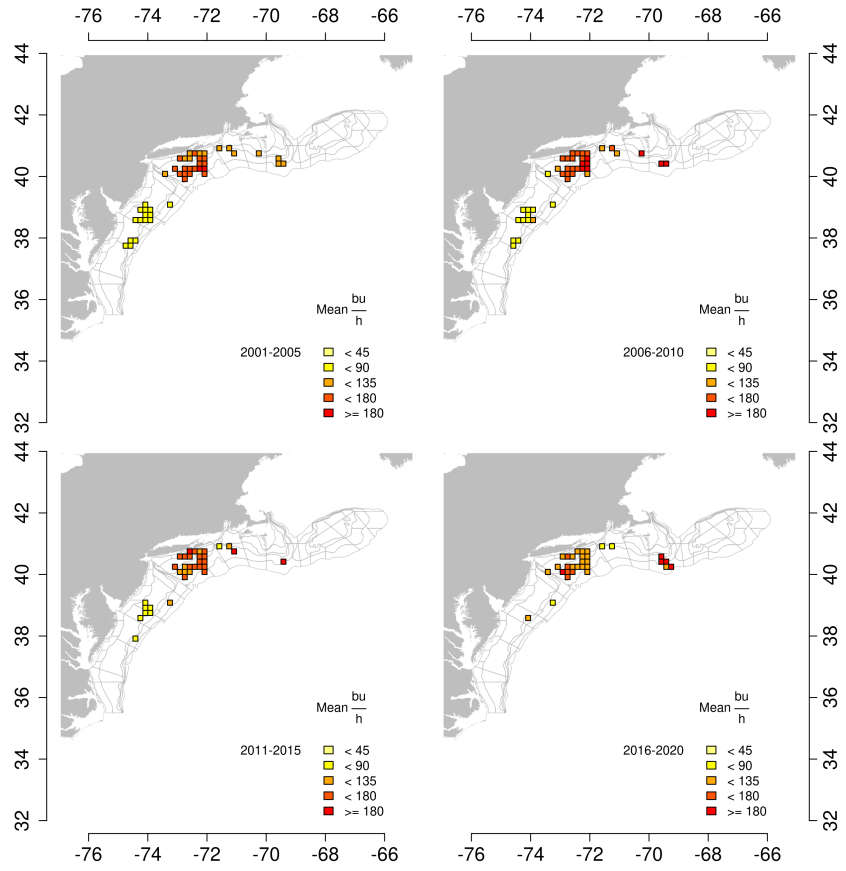 -76 -74 -72 -70 -68 -66 -76 -74 -72 -70 -68 -66
44 44
42 42
40 40
38 38
36 36
34 34
32 32
Mean bu/h Mean bu/h
2001-2005 < 45 2006-2010 < 45
< 90 < 90
< 135 < 135
< 180 < 180
>= 180 >= 180
44 44
42 42
40 40
38 38
36 36
34 34
32 32
Mean bu/h Mean bu/h
2011-2015 < 45 2016-2020 < 45
< 90 < 90
< 135 < 135
< 180 < 180
>= 180 >= 180
-76 -74 -72 -70 -68 -66 -76 -74 -72 -70 -68 -66